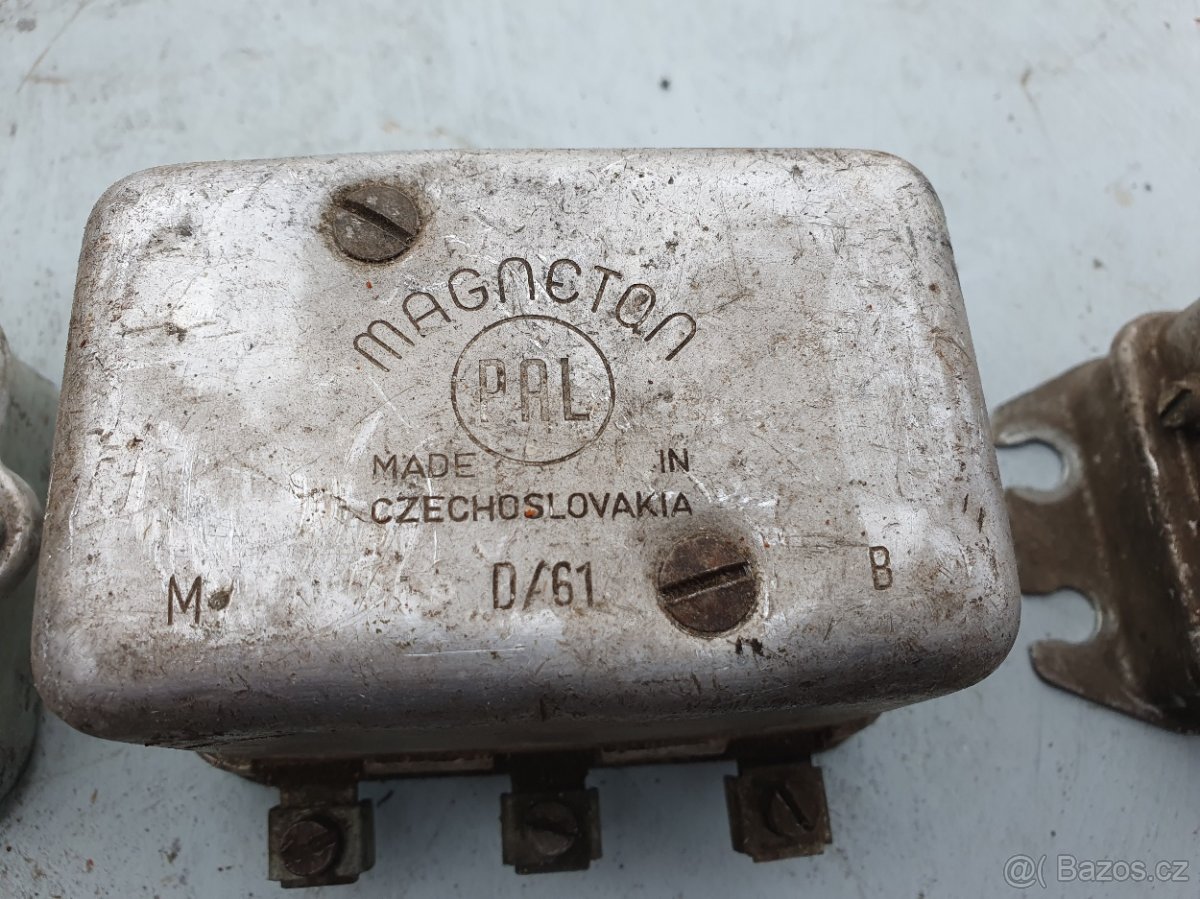 MAGNETON
PAL
MADE IN
CZECHOSLOVAKIA
M D/61 B
© Bazos.cz